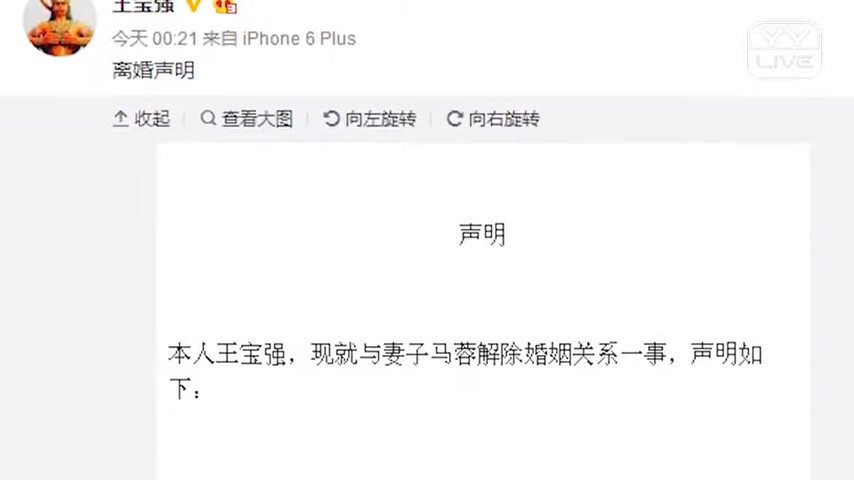 王宝强
今天 00:21 来自 iPhone 6 Plus
离婚声明
收起 查看大图 向左旋转 向右旋转
声明
本人王宝强，现就与妻子马蓉解除婚姻关系一事，声明如
下：
YY
LIVE